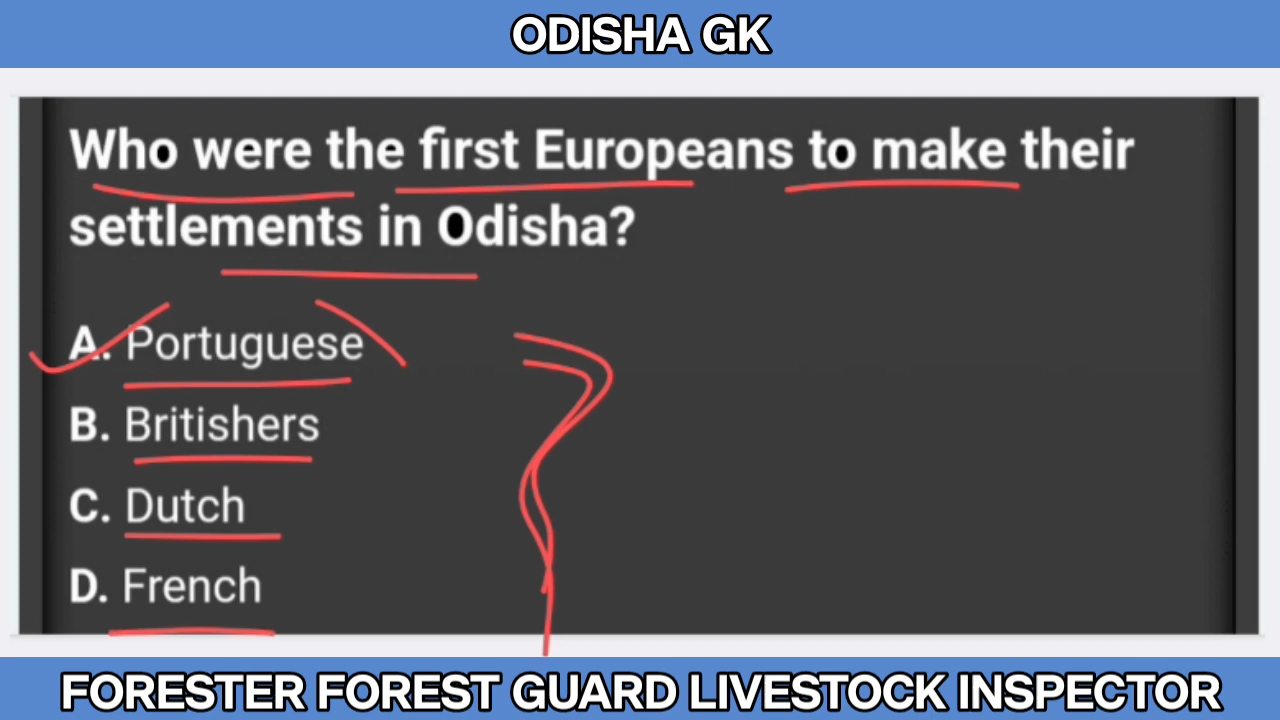 ODISHA GK
Who were the first Europeans to make their
settlements in Odisha?
A. Portuguese
B. Britishers
C. Dutch
D. French
FORESTER FOREST GUARD LIVESTOCK INSPECTOR